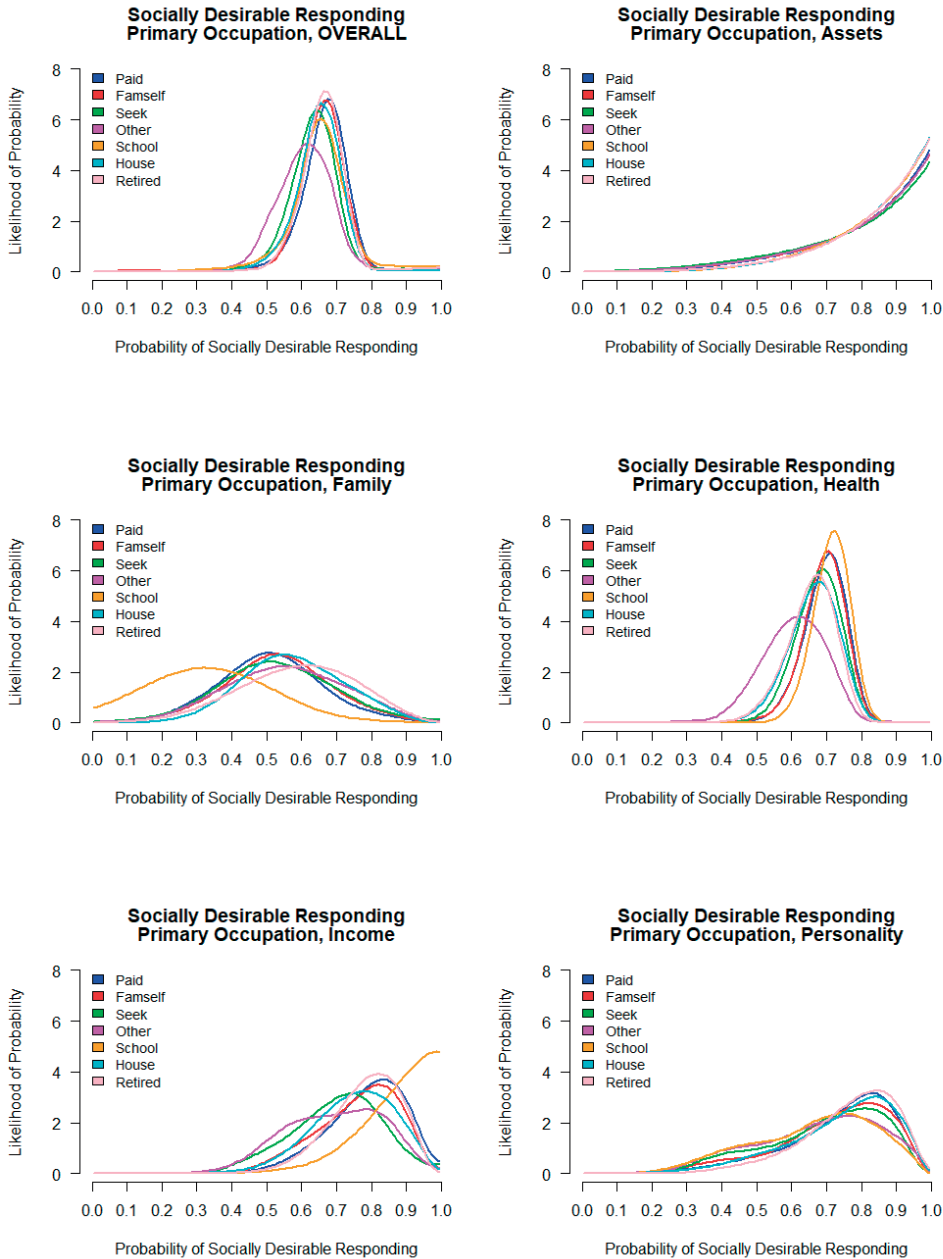 Socially Desirable Responding
Primary Occupation, OVERALL
Likelihood of Probability
8
6
4
2
0
Paid
Famself
Seek
Other
School
House
Retired
0.0 0.1 0.2 0.3 0.4 0.5 0.6 0.7 0.8 0.9 1.0
Probability of Socially Desirable Responding
Socially Desirable Responding
Primary Occupation, Assets
Likelihood of Probability
8
6
4
2
0
Paid
Famself
Seek
Other
School
House
Retired
0.0 0.1 0.2 0.3 0.4 0.5 0.6 0.7 0.8 0.9 1.0
Probability of Socially Desirable Responding
Socially Desirable Responding
Primary Occupation, Family
Likelihood of Probability
8
6
4
2
0
Paid
Famself
Seek
Other
School
House
Retired
0.0 0.1 0.2 0.3 0.4 0.5 0.6 0.7 0.8 0.9 1.0
Probability of Socially Desirable Responding
Socially Desirable Responding
Primary Occupation, Health
Likelihood of Probability
8
6
4
2
0
Paid
Famself
Seek
Other
School
House
Retired
0.0 0.1 0.2 0.3 0.4 0.5 0.6 0.7 0.8 0.9 1.0
Probability of Socially Desirable Responding
Socially Desirable Responding
Primary Occupation, Income
Likelihood of Probability
8
6
4
2
0
Paid
Famself
Seek
Other
School
House
Retired
0.0 0.1 0.2 0.3 0.4 0.5 0.6 0.7 0.8 0.9 1.0
Probability of Socially Desirable Responding
Socially Desirable Responding
Primary Occupation, Personality
Likelihood of Probability
8
6
4
2
0
Paid
Famself
Seek
Other
School
House
Retired
0.0 0.1 0.2 0.3 0.4 0.5 0.6 0.7 0.8 0.9 1.0
Probability of Socially Desirable Responding